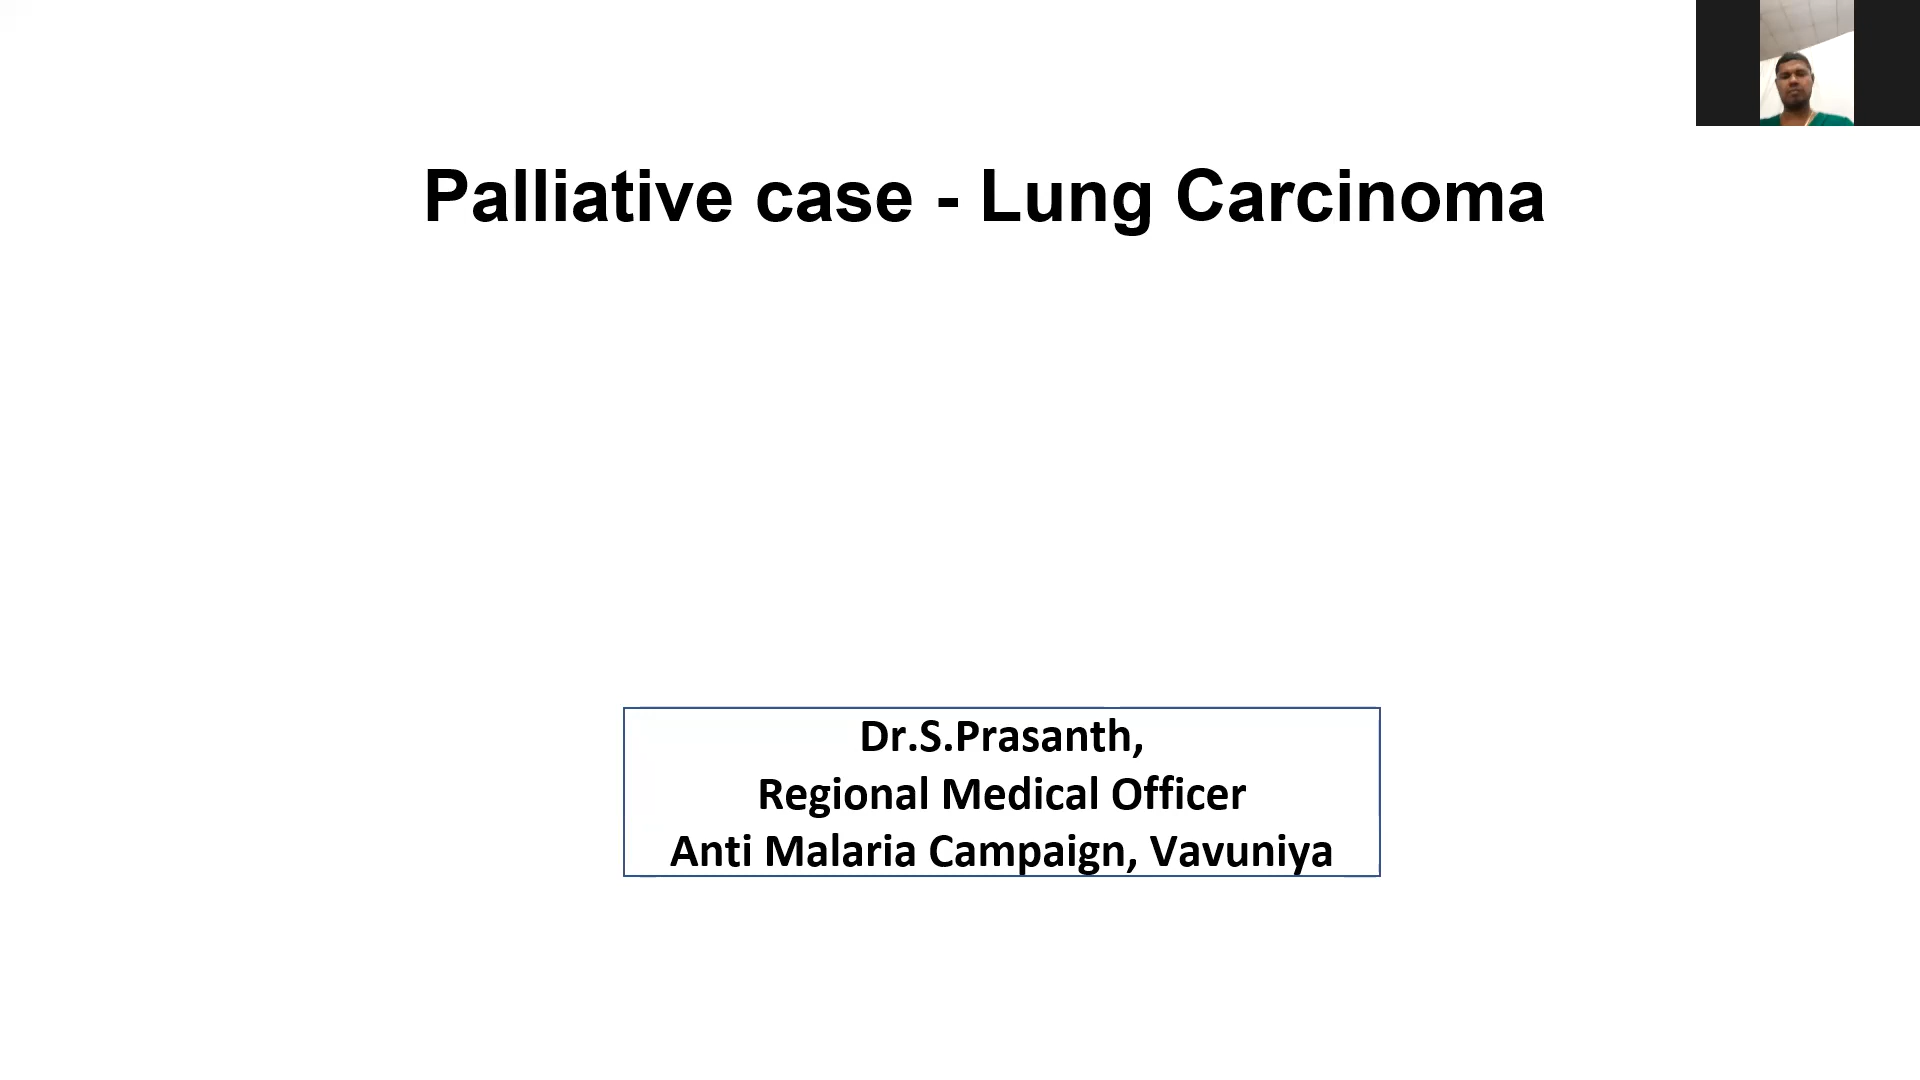 Palliative case - Lung Carcinoma
Dr.S.Prasanth,
Regional Medical Officer
Anti Malaria Campaign, Vavuniya